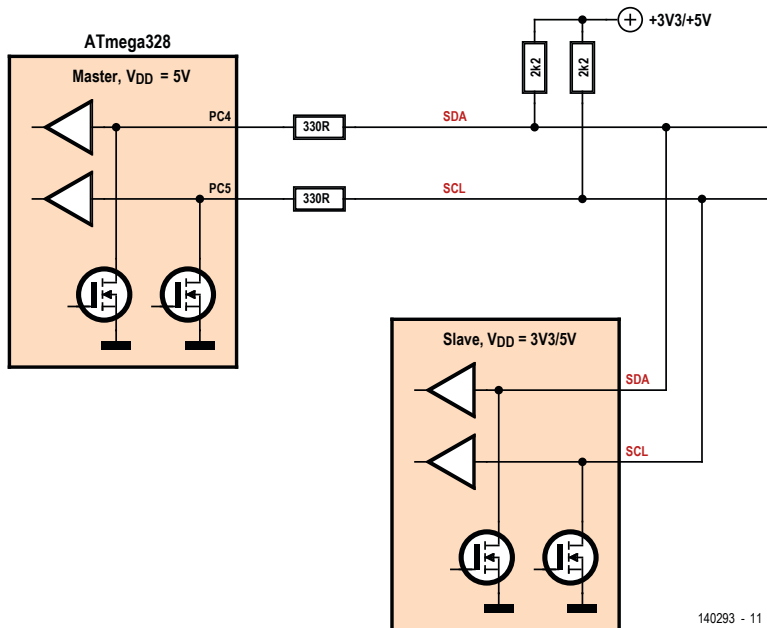 +3V3/+5V
ATmega328
2k2
2k2
Master, VDD = 5V
PC4
330R
SDA
PC5
330R
SCL
Slave, VDD = 3V3/5V
SDA
SCL
140293 - 11